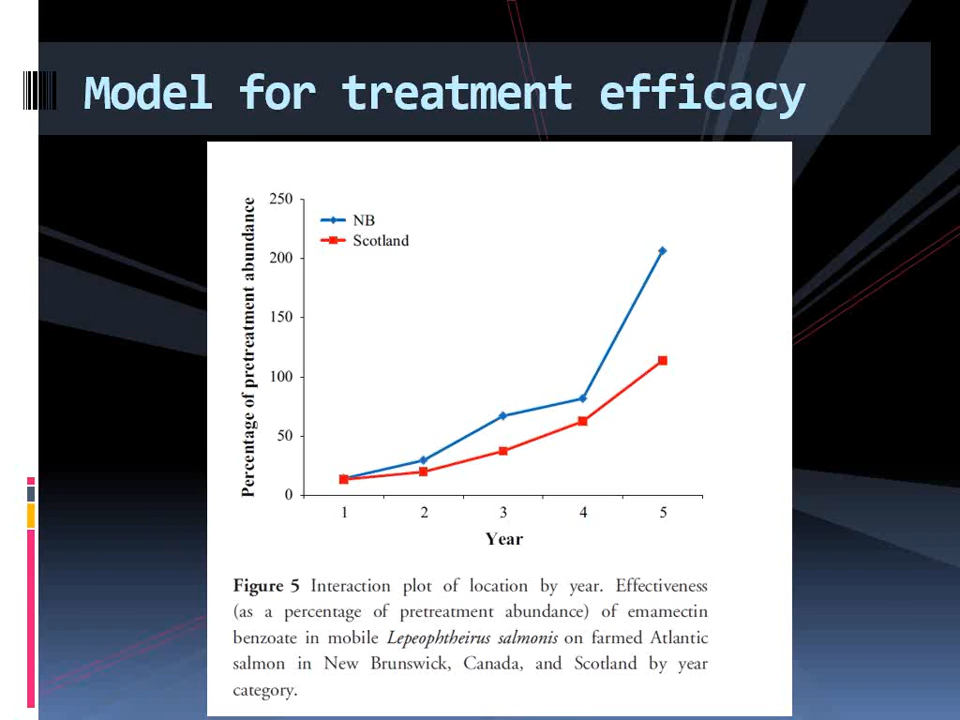 Model for treatment efficacy
250
200
150
100
50
0
Percentage of pretreatment abundance
NB
Scotland
1 2 3 4 5
Year
Figure 5 Interaction plot of location by year. Effectiveness
(as a percentage of pretreatment abundance) of emamectin
benzoate in mobile Lepeophtheirus salmonis on farmed Atlantic
salmon in New Brunswick, Canada, and Scotland by year
category.